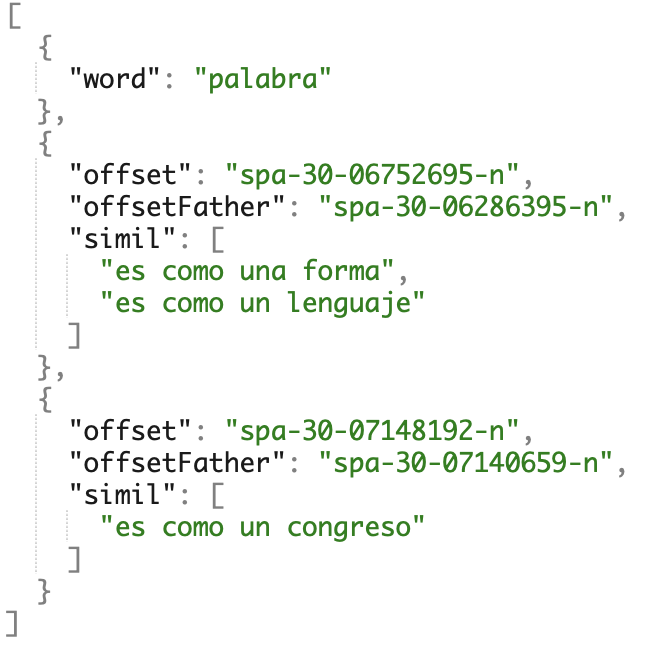 [
  {
    "word": "palabra"
  },
  {
    "offset": "spa-30-06752695-n",
    "offsetFather": "spa-30-06286395-n",
    "simil": [
      "es como una forma",
      "es como un lenguaje"
    ]
  },
  {
    "offset": "spa-30-07148192-n",
    "offsetFather": "spa-30-07140659-n",
    "simil": [
      "es como un congreso"
    ]
  }
]